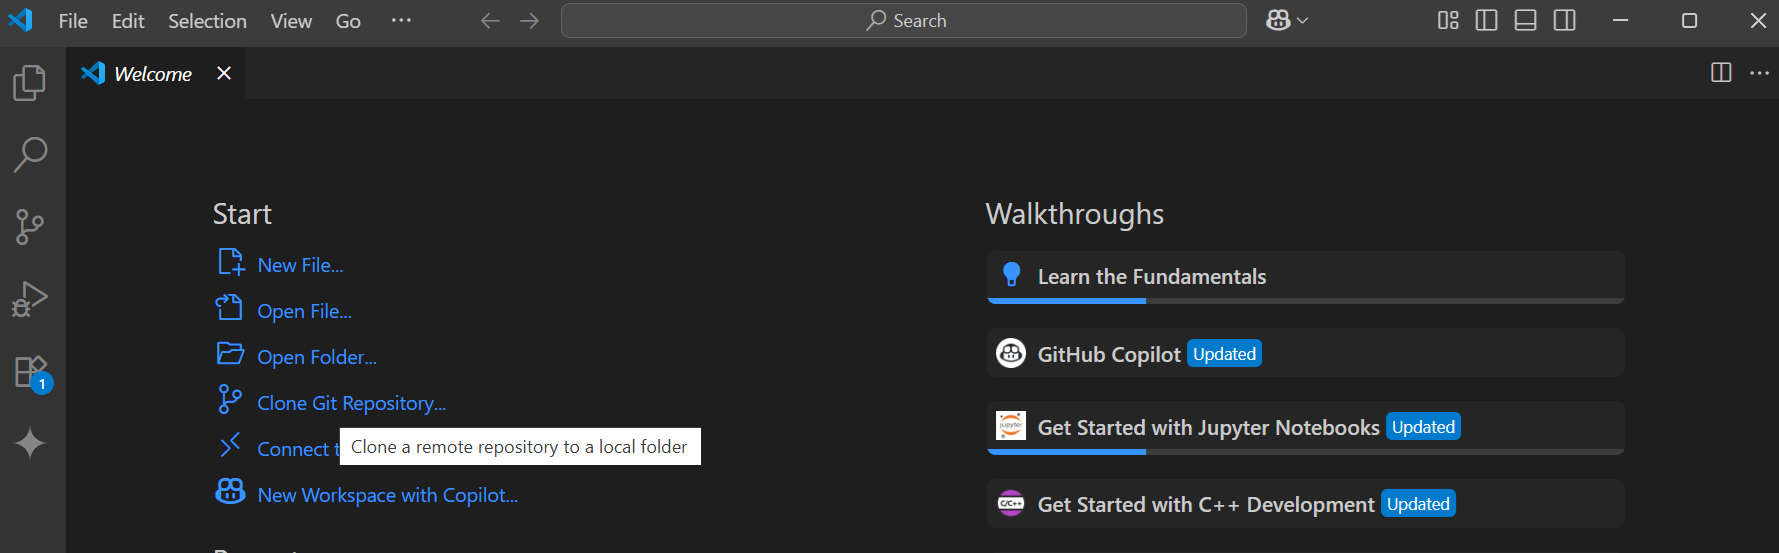 File Edit Selection View Go ···
Search
Welcome
Start
New File...
Open File...
Open Folder...
Clone Git Repository...
Connect t
Clone a remote repository to a local folder
New Workspace with Copilot...
1
Walkthroughs
Learn the Fundamentals
GitHub Copilot Updated
jupyter Get Started with Jupyter Notebooks Updated
C/C++ Get Started with C++ Development Updated